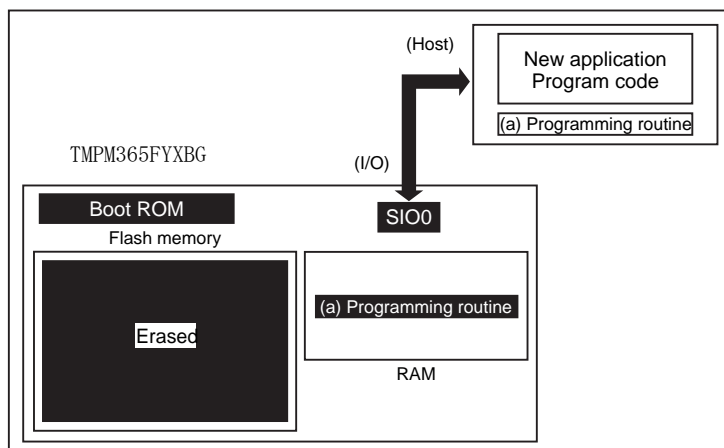 (Host)
New application
Program code
(a) Programming routine
TMPM365FYXBG
(I/O)
Boot ROM
SIO0
Flash memory
(a) Programming routine
Erased
RAM